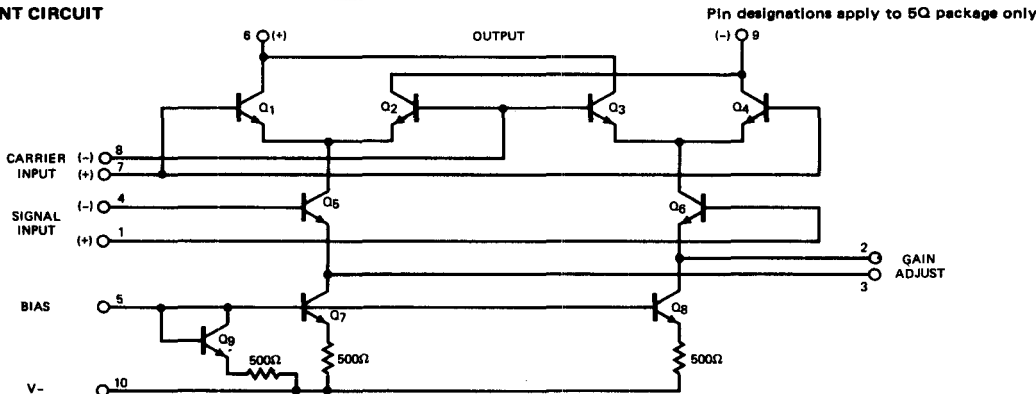 NT CIRCUIT
Pin designations apply to 5Q package only
6 (+)
OUTPUT
(-) 9
Q1
Q2
Q3
Q4
CARRIER INPUT
(-) 8
(+) 7
Q5
Q6
SIGNAL INPUT
(-) 4
(+) 1
2
GAIN ADJUST
3
BIAS
5
Q7
Q8
Q9
500Ω
500Ω
500Ω
V-
10